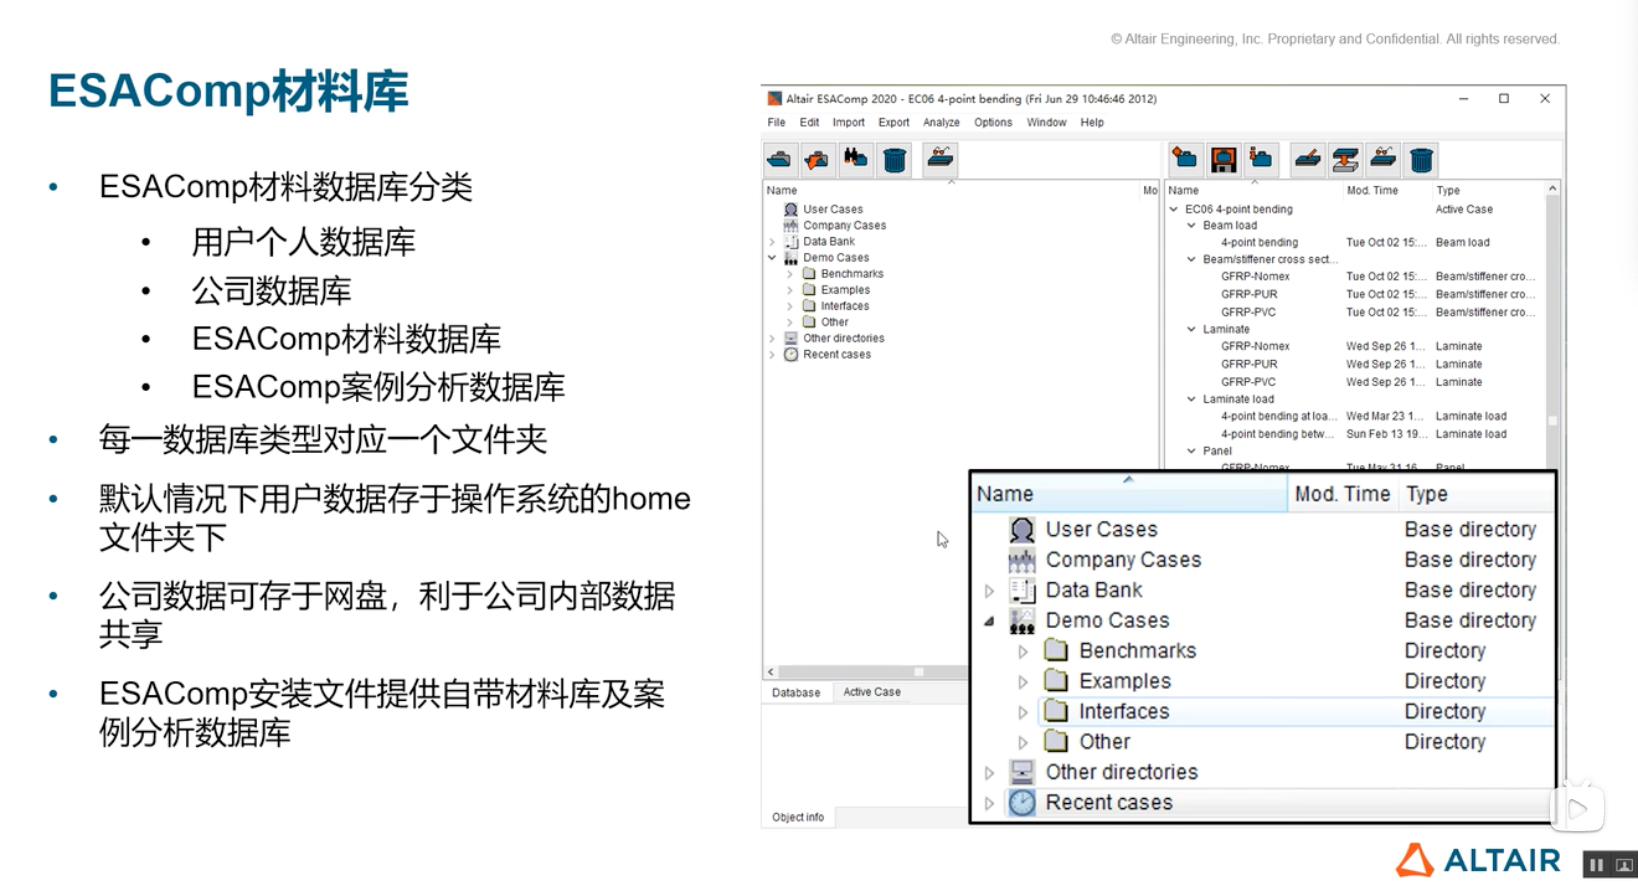 © Altair Engineering, Inc. Proprietary and Confidential. All rights reserved.
ESAComp材料库
• ESAComp材料数据库分类
• 用户个人数据库
• 公司数据库
• ESAComp材料数据库
• ESAComp案例分析数据库
• 每一数据库类型对应一个文件夹
• 默认情况下用户数据存于操作系统的home
文件夹下
• 公司数据可存于网盘，利于公司内部数据
共享
• ESAComp安装文件提供自带材料库及案
例分析数据库
Altair ESAComp 2020 - EC06 4-point bending (Fri Jun 29 10:46:46 2012)
File Edit Import Export Analyze Options Window Help
Name Mo
User Cases
Company Cases
Data Bank
Demo Cases
Benchmarks
Examples
Interfaces
Other
Other directories
Recent cases
Database Active Case
Object info
Name Mod. Time Type
EC06 4-point bending Active Case
Beam load
4-point bending Tue Oct 02 15:... Beam load
Beam/stiffener cross sect...
GFRP-Nomex Tue Oct 02 15:... Beam/stiffener cro...
GFRP-PUR Tue Oct 02 15:... Beam/stiffener cro...
GFRP-PVC Tue Oct 02 15:... Beam/stiffener cro...
Laminate
GFRP-Nomex Wed Sep 26 1... Laminate
GFRP-PUR Wed Sep 26 1... Laminate
GFRP-PVC Wed Sep 26 1... Laminate
Laminate load
4-point bending at loa... Wed Mar 23 1... Laminate load
4-point bending betw... Sun Feb 13 19... Laminate load
Panel
GFRP-Nomex Tue May 31 16... Panel
Name Mod. Time Type
User Cases Base directory
Company Cases Base directory
Data Bank Base directory
Demo Cases Base directory
Benchmarks Directory
Examples Directory
Interfaces Directory
Other Directory
Other directories
Recent cases
ALTAIR